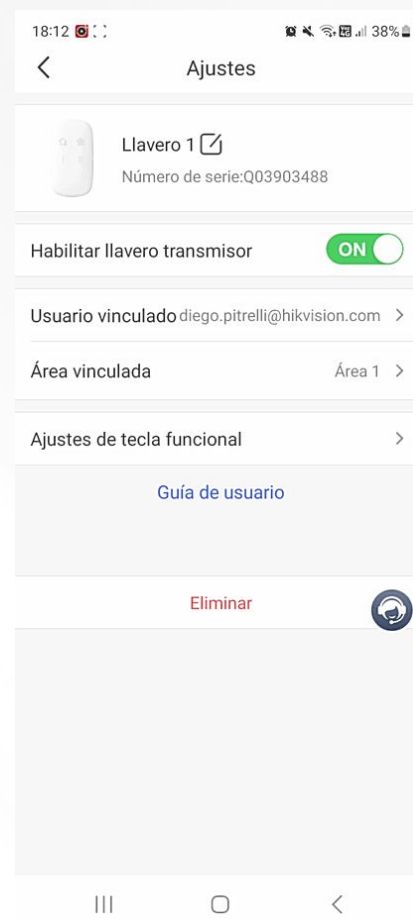 18:12 38%
Ajustes
Llavero 1
Número de serie:Q03903488
Habilitar llavero transmisor ON
Usuario vinculado diego.pitrelli@hikvision.com
Área vinculada Área 1
Ajustes de tecla funcional
Guía de usuario
Eliminar